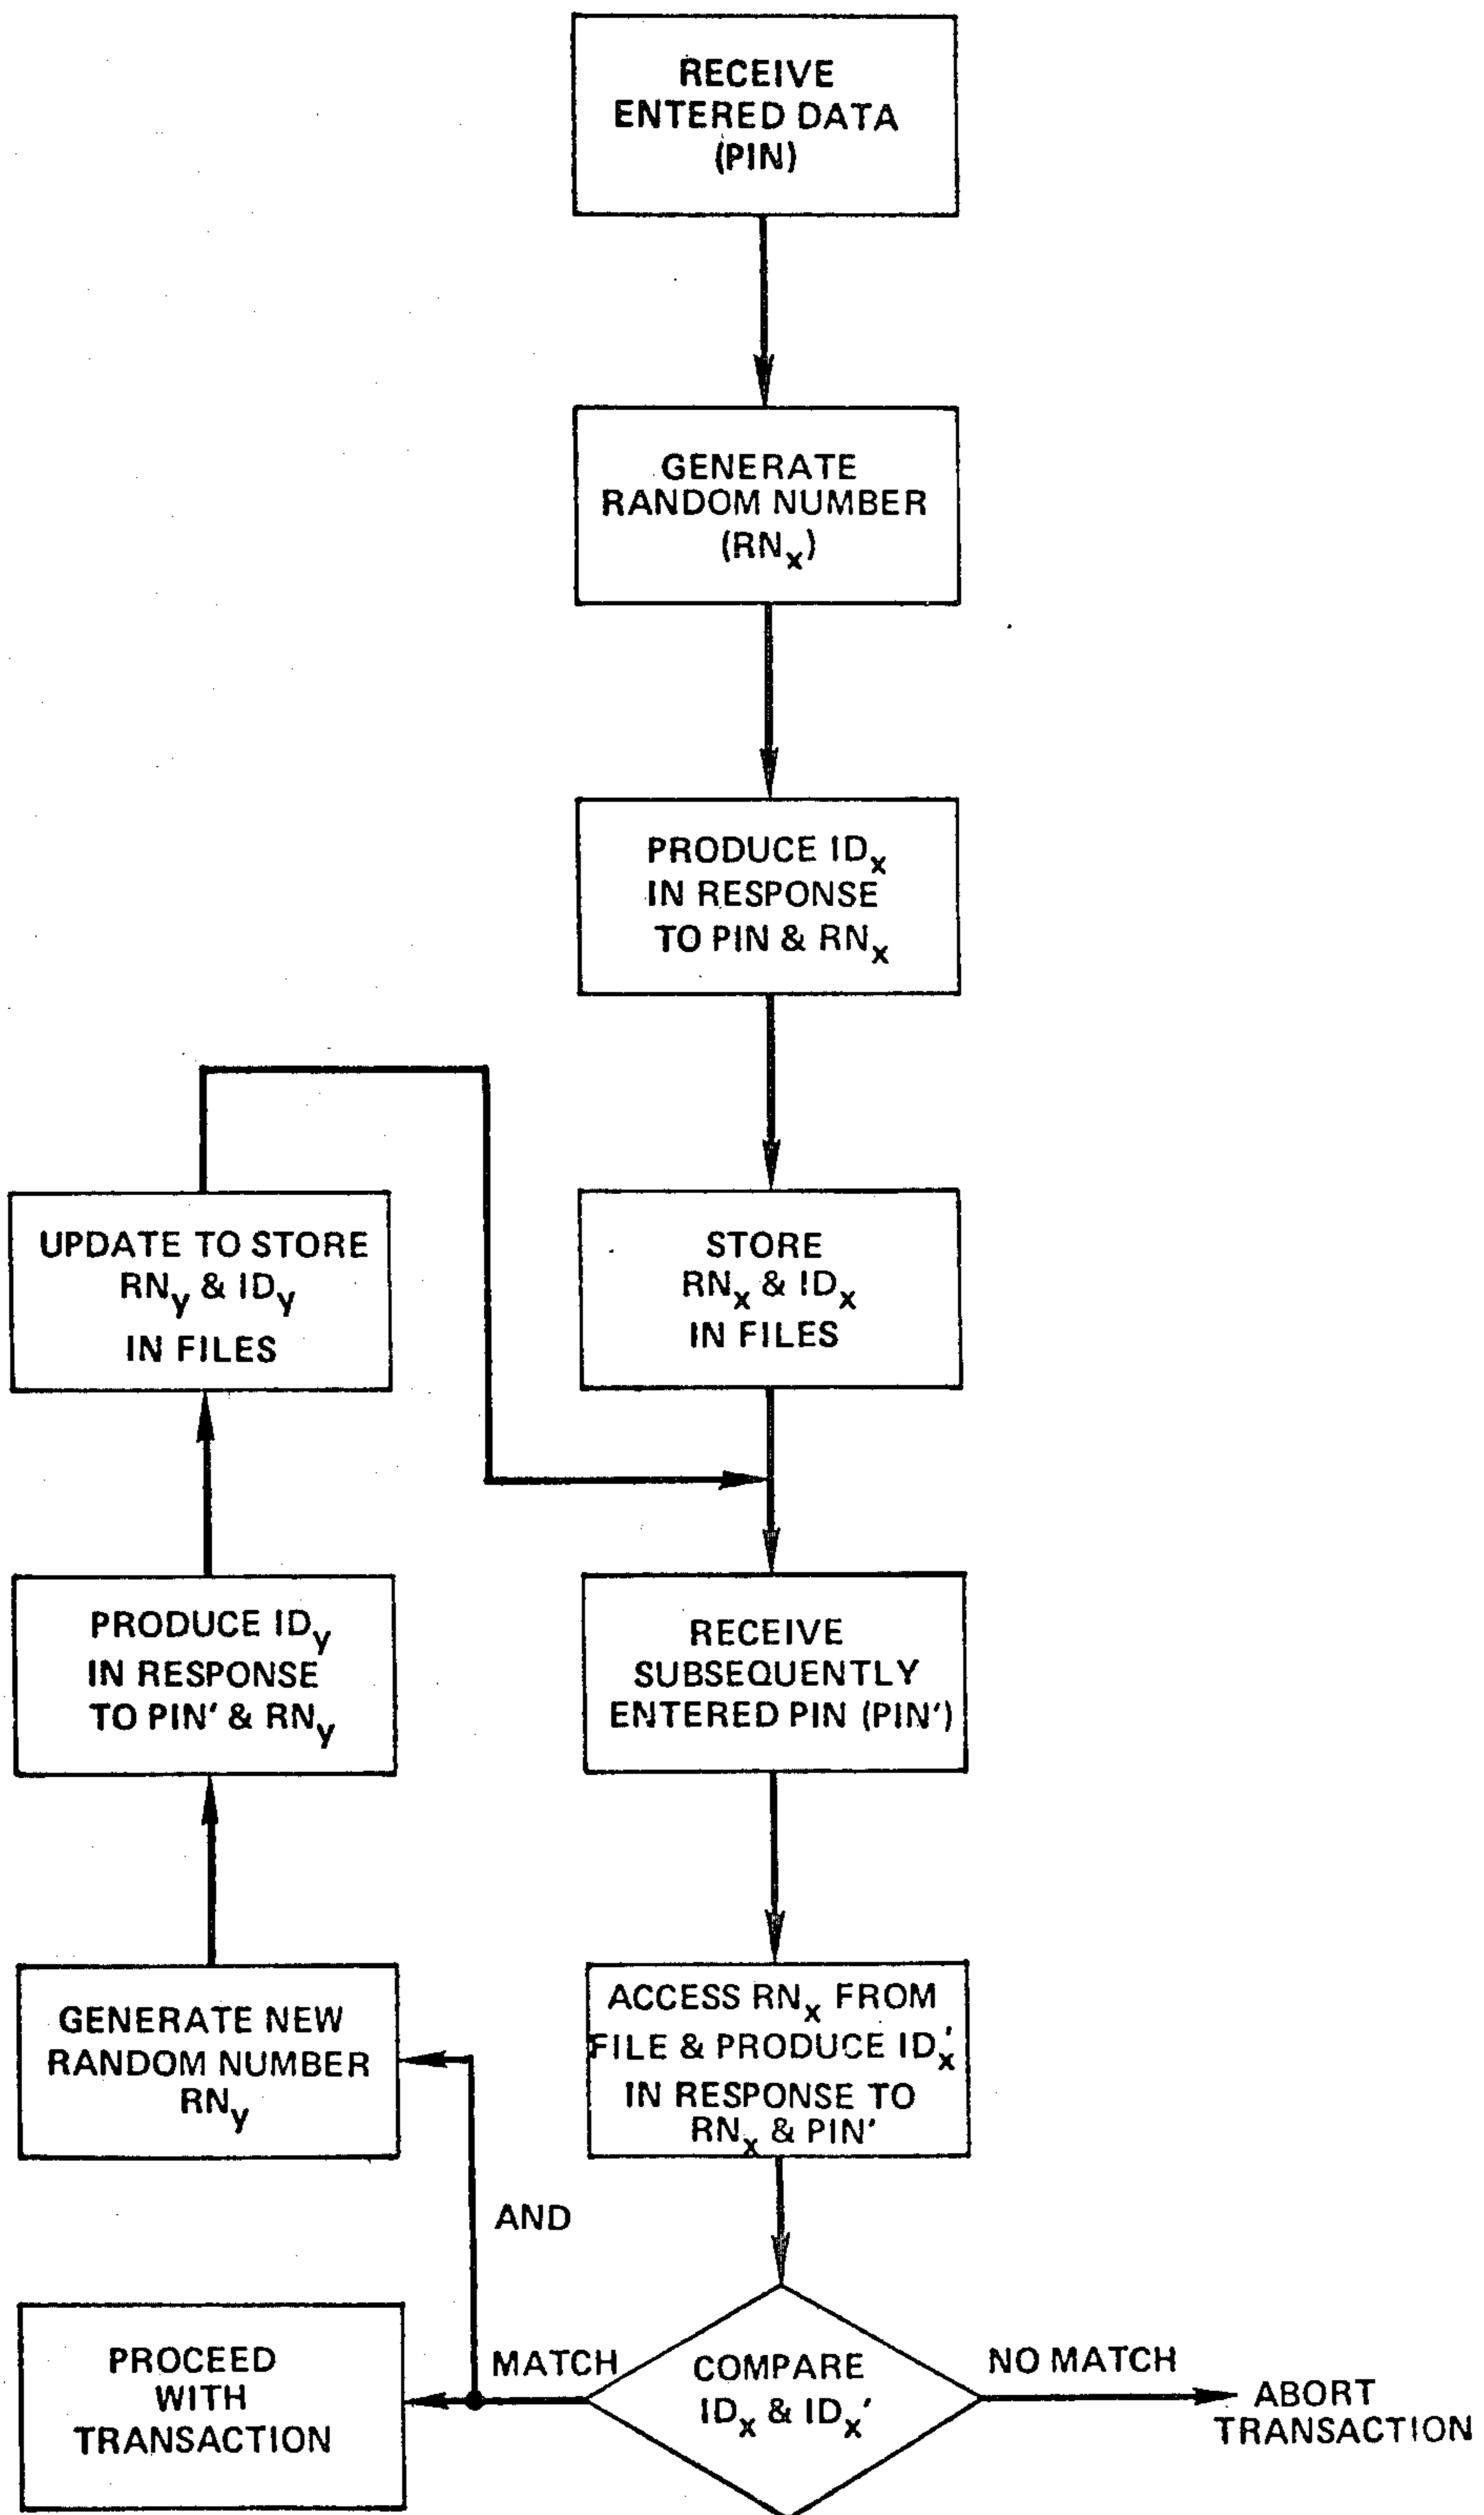 RECEIVE
ENTERED DATA
(PIN)
GENERATE
RANDOM NUMBER
(RNx)
PRODUCE IDx
IN RESPONSE
TO PIN & RNx
STORE
RNx & IDx
IN FILES
UPDATE TO STORE
RNy & IDy
IN FILES
RECEIVE
SUBSEQUENTLY
ENTERED PIN (PIN')
PRODUCE IDy
IN RESPONSE
TO PIN' & RNy
ACCESS RNx FROM
FILE & PRODUCE IDx'
IN RESPONSE TO
RNx & PIN'
GENERATE NEW
RANDOM NUMBER
RNy
AND
MATCH
COMPARE
IDx & IDx'
NO MATCH
ABORT
TRANSACTION
PROCEED
WITH
TRANSACTION